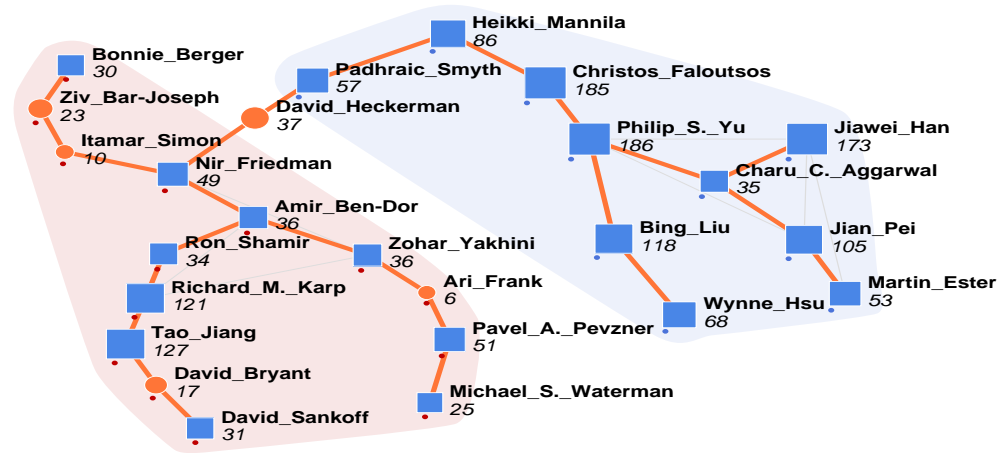 Heikki_Mannila
86
Bonnie_Berger
30
Padhraic_Smyth
57
Christos_Faloutsos
185
Ziv_Bar-Joseph
23
David_Heckerman
37
Philip_S._Yu
186
Jiawei_Han
173
Itamar_Simon
10
Nir_Friedman
49
Charu_C._Aggarwal
35
Amir_Ben-Dor
36
Bing_Liu
118
Jian_Pei
105
Ron_Shamir
34
Zohar_Yakhini
36
Richard_M._Karp
121
Ari_Frank
6
Martin_Ester
53
Wynne_Hsu
68
Tao_Jiang
127
Pavel_A._Pevzner
51
David_Bryant
17
Michael_S._Waterman
25
David_Sankoff
31